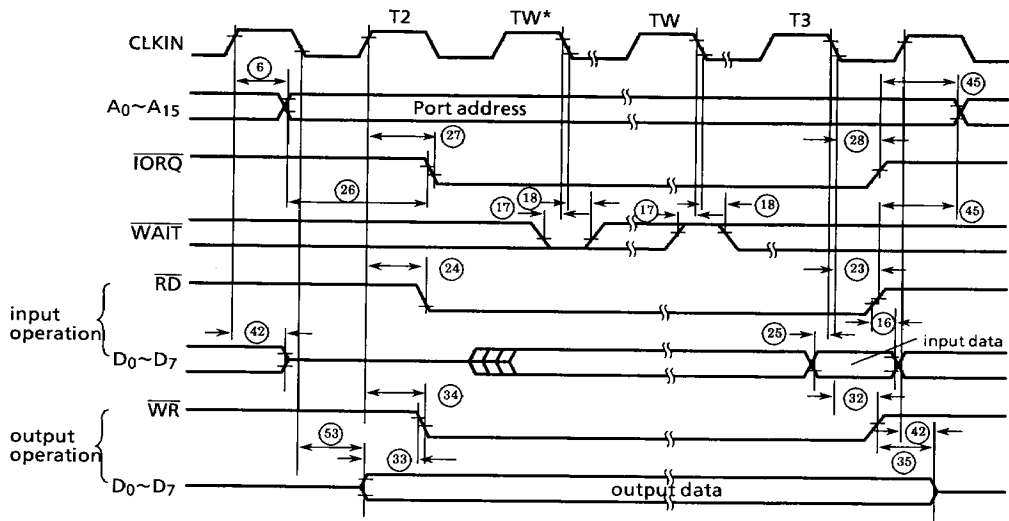 T2 TW* TW T3
CLKIN
6 45
A₀~A₁₅ Port address
27 28
IORQ
26
18 18
17 17 45
WAIT
24 23
RD
input
operation
42 25 16
input data
D₀~D₇
34 32
WR
output
operation
53 33 42
35
D₀~D₇ output data